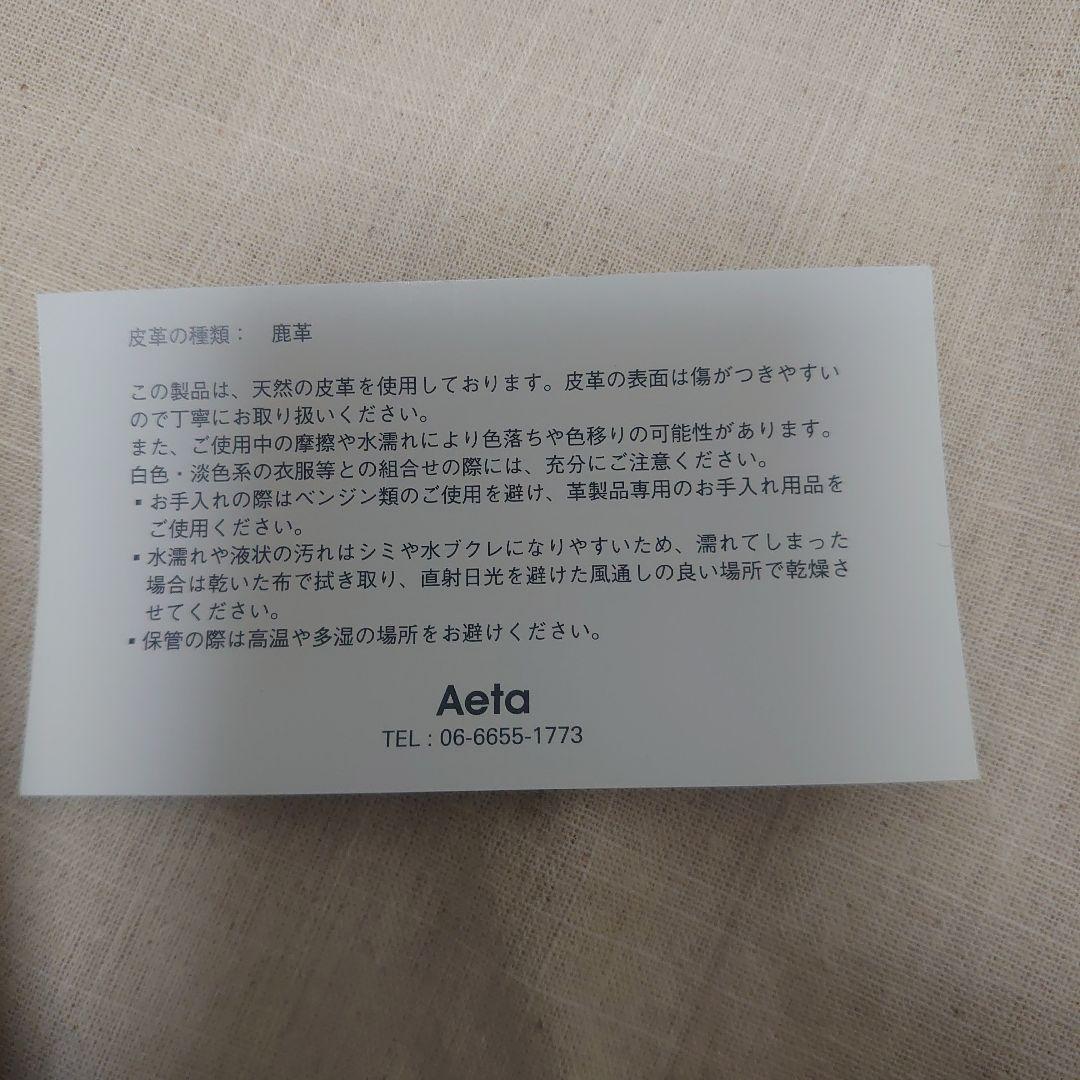 皮革の種類： 鹿革
この製品は、天然の皮革を使用しております。皮革の表面は傷がつきやすい
ので丁寧にお取り扱いください。
また、ご使用中の摩擦や水濡れにより色落ちや色移りの可能性があります。
白色・淡色系の衣服等との組合せの際には、充分にご注意ください。
▪お手入れの際はベンジン類のご使用を避け、革製品専用のお手入れ用品を
ご使用ください。
▪水濡れや液状の汚れはシミや水ブクレになりやすいため、濡れてしまった
場合は乾いた布で拭き取り、直射日光を避けた風通しの良い場所で乾燥さ
せてください。
▪保管の際は高温や多湿の場所をお避けください。
Aeta
TEL : 06-6655-1773